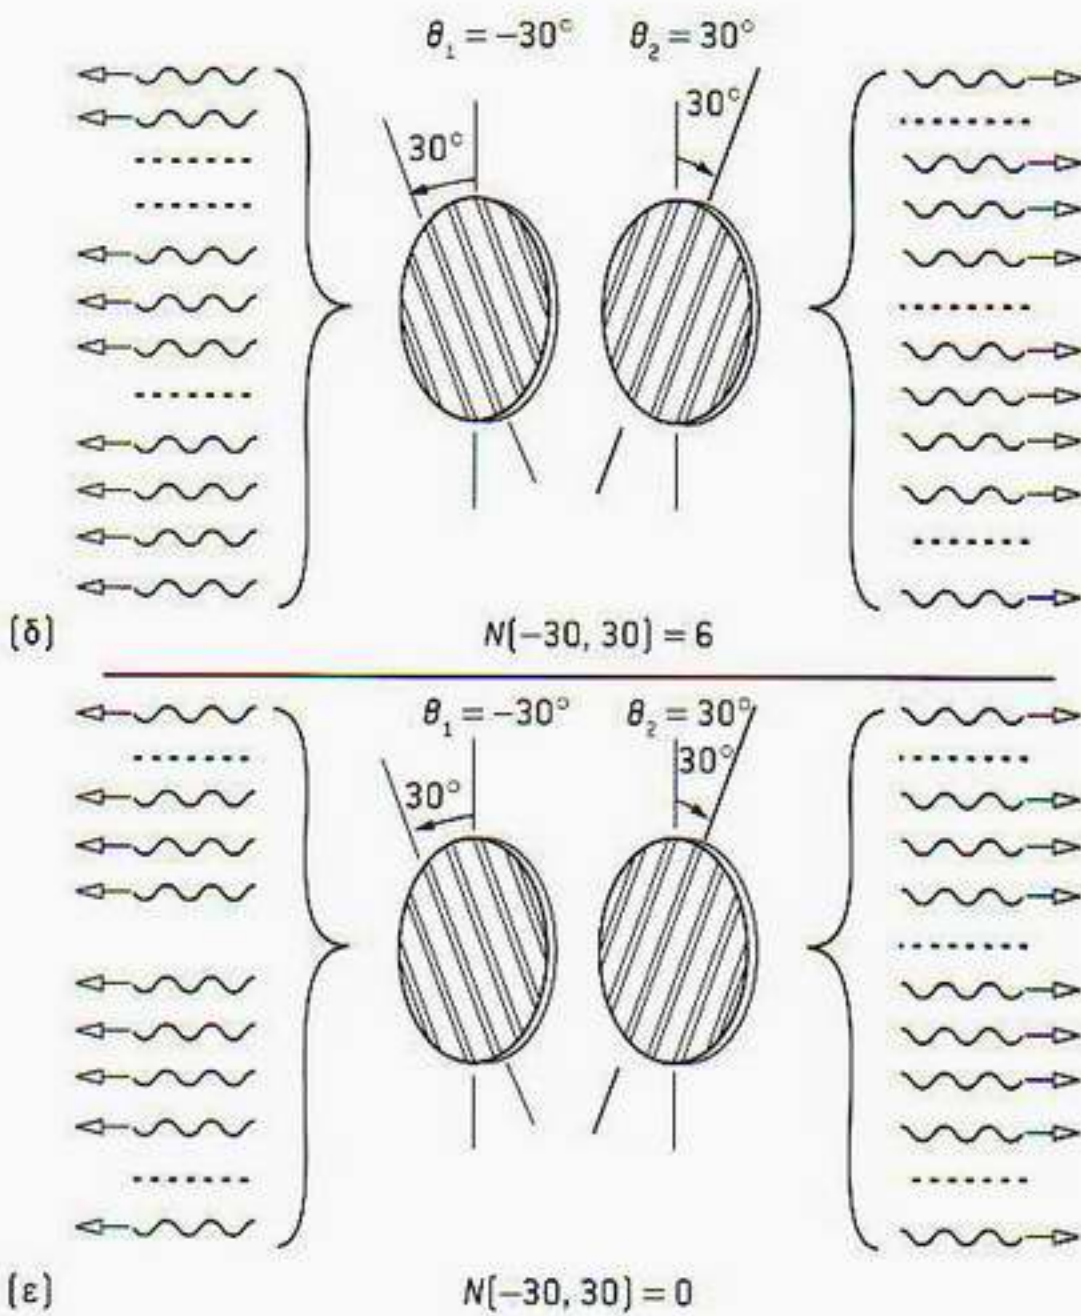 θ₁ = −30° θ₂ = 30°
30° 30°
(δ)
N(−30, 30) = 6
θ₁ = −30° θ₂ = 30°
30° 30°
(ε)
N(−30, 30) = 0